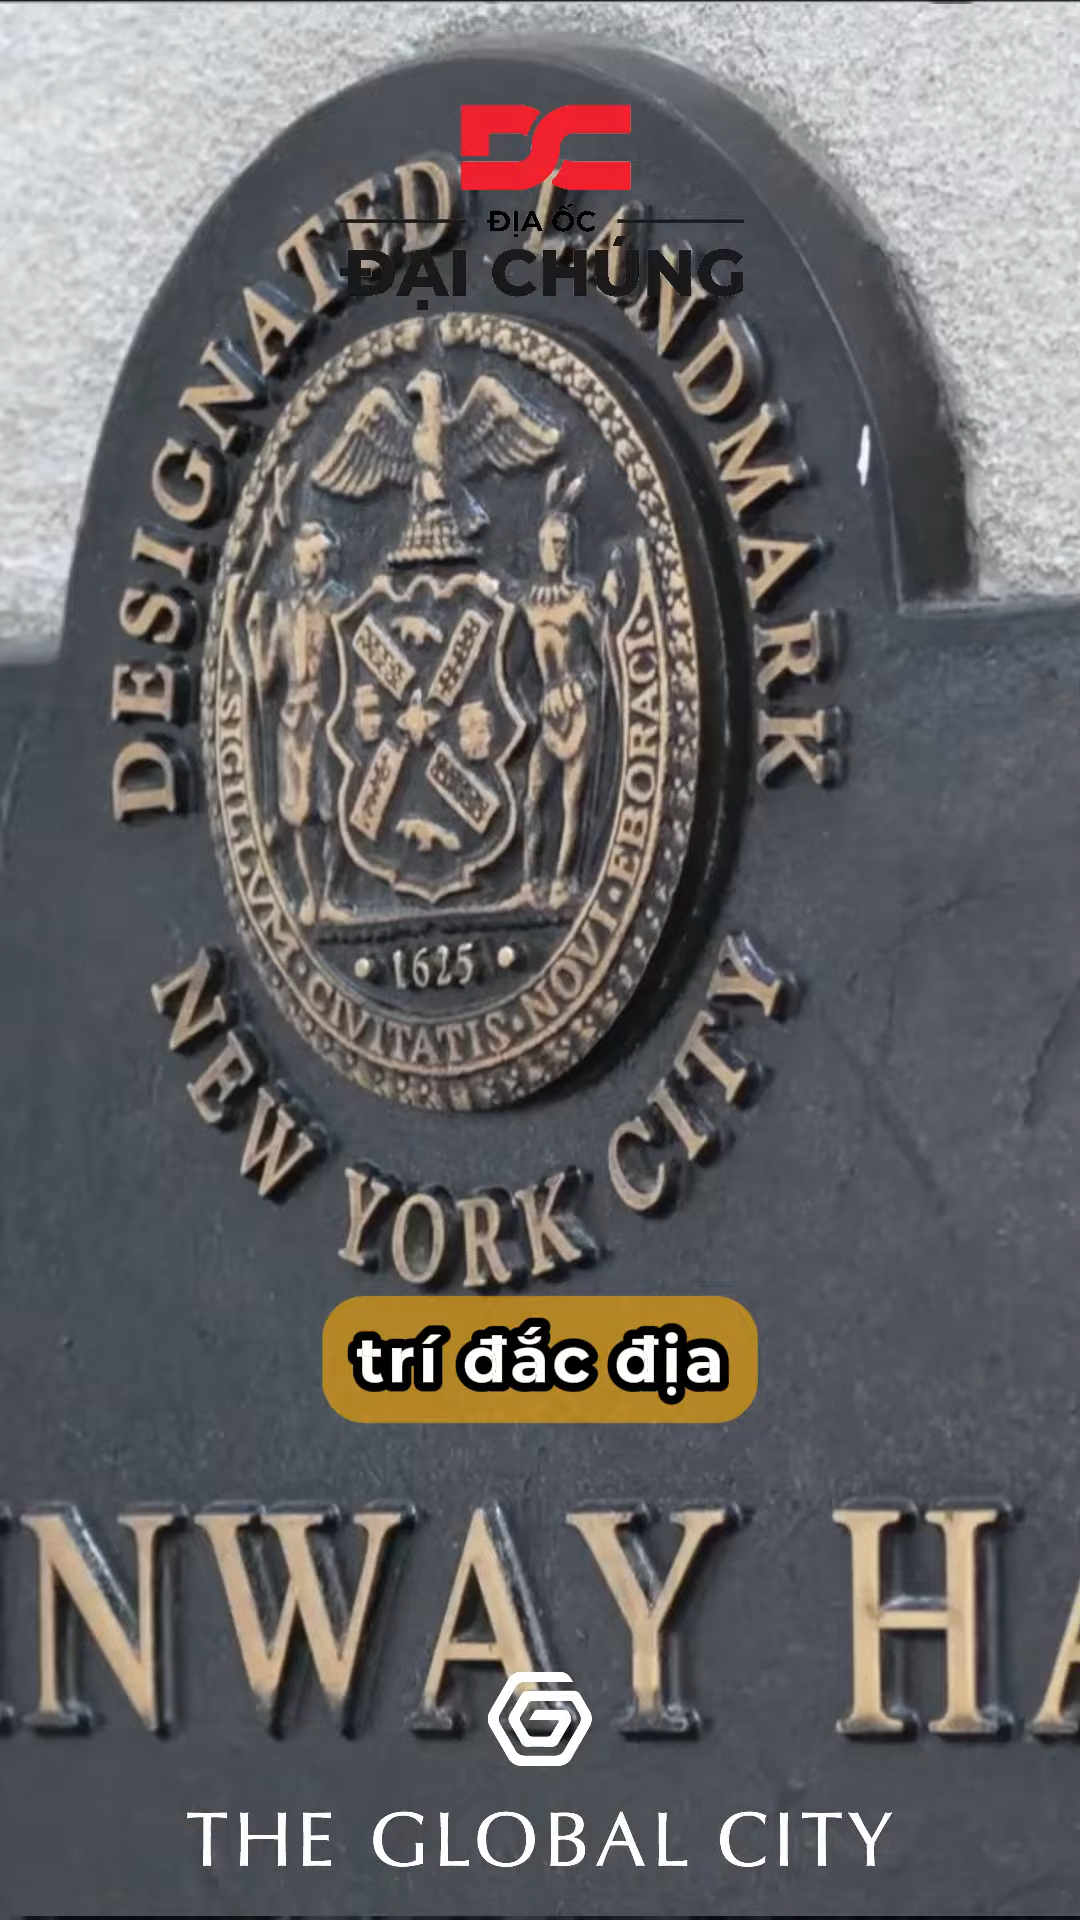 ĐỊA ỐC
ĐẠI CHÚNG
DESIGNATED LANDMARK
SIGILLVM · CIVITATIS · NOVI · EBORACI
· 1625 ·
NEW YORK CITY
trí đắc địa
NWAY HA
G
THE GLOBAL CITY